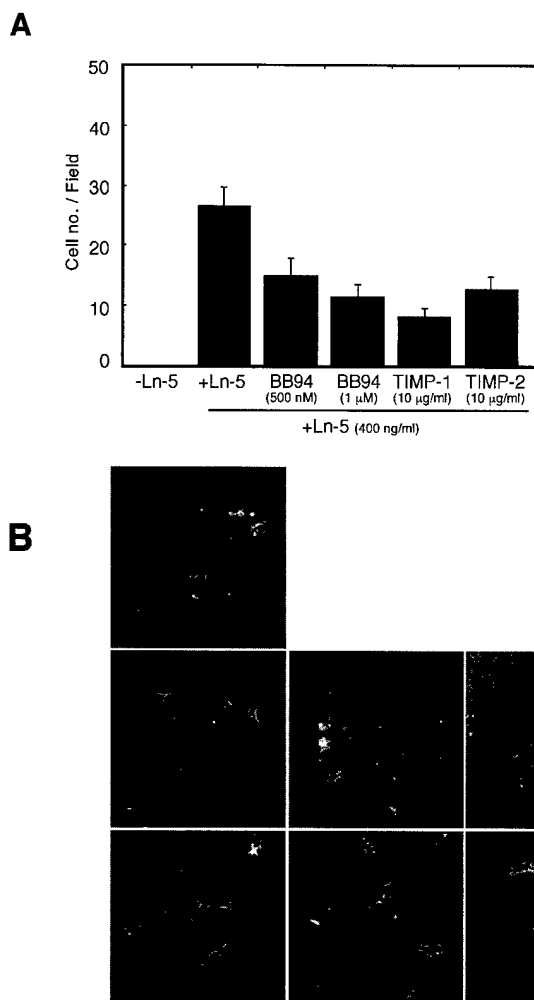 A
50
40
30
20
10
0
Cell no. / Field
-Ln-5 +Ln-5 BB94 BB94 TIMP-1 TIMP-2
(500 nM) (1 μM) (10 μg/ml) (10 μg/ml)
+Ln-5 (400 ng/ml)
B